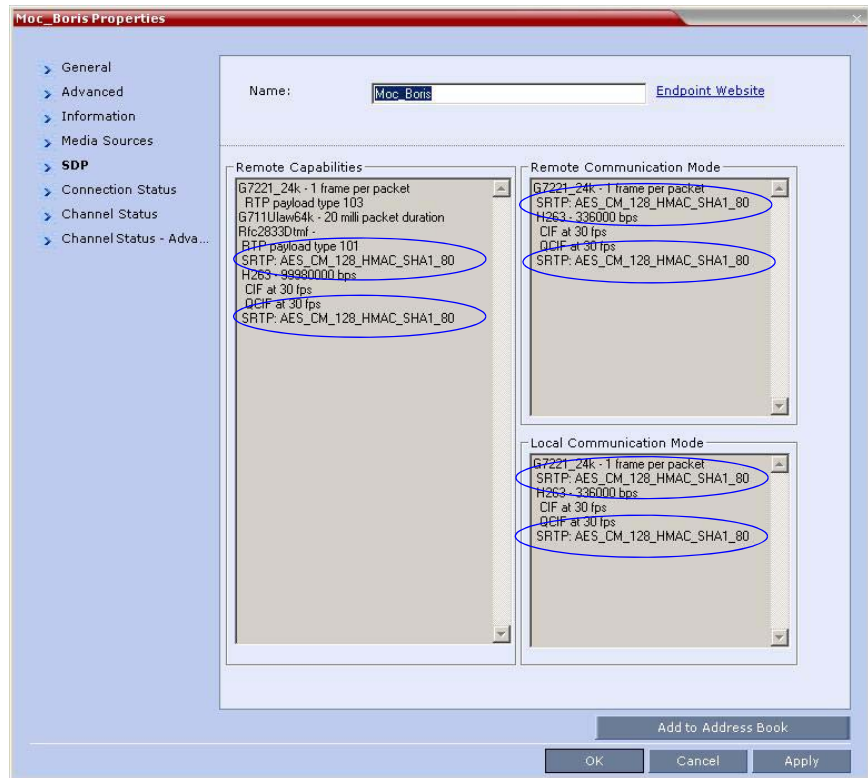 Moc_Boris Properties
General
Advanced
Information
Media Sources
SDP
Connection Status
Channel Status
Channel Status - Adva...
Name:
Moc_Boris
Endpoint Website
Remote Capabilities
G7221_24k - 1 frame per packet
RTP payload type 103
G711Ulaw64k - 20 milli packet duration
Rfc2833Dtmf -
RTP payload type 101
SRTP: AES_CM_128_HMAC_SHA1_80
H263 - 99980000 bps
CIF at 30 fps
QCIF at 30 fps
SRTP: AES_CM_128_HMAC_SHA1_80
Remote Communication Mode
G7221_24k - 1 frame per packet
SRTP: AES_CM_128_HMAC_SHA1_80
H263 - 336000 bps
CIF at 30 fps
QCIF at 30 fps
SRTP: AES_CM_128_HMAC_SHA1_80
Local Communication Mode
G7221_24k - 1 frame per packet
SRTP: AES_CM_128_HMAC_SHA1_80
H263 - 336000 bps
CIF at 30 fps
QCIF at 30 fps
SRTP: AES_CM_128_HMAC_SHA1_80
Add to Address Book
OK
Cancel
Apply